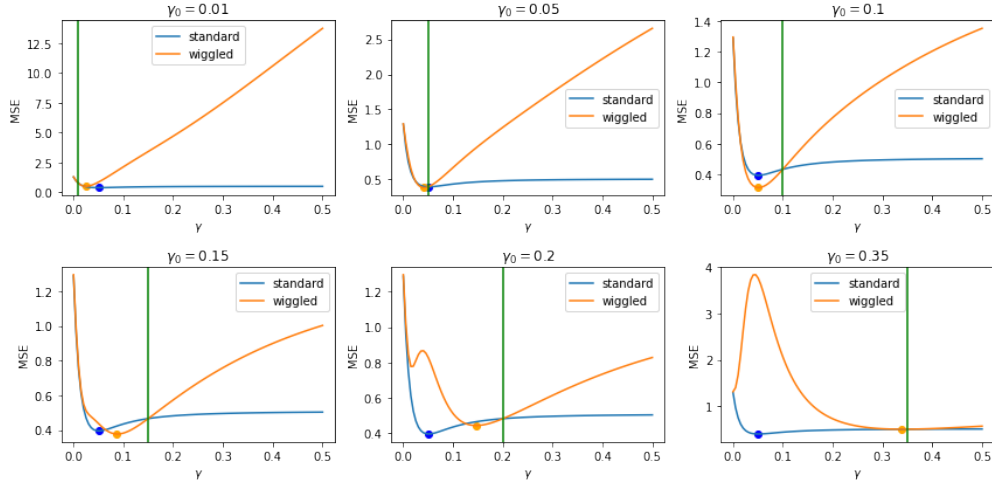 γ₀ = 0.01
12.5
10.0
7.5
5.0
2.5
0.0
MSE
standard
wiggled
0.0 0.1 0.2 0.3 0.4 0.5
γ
γ₀ = 0.05
2.5
2.0
1.5
1.0
0.5
MSE
standard
wiggled
0.0 0.1 0.2 0.3 0.4 0.5
γ
γ₀ = 0.1
1.4
1.2
1.0
0.8
0.6
0.4
MSE
standard
wiggled
0.0 0.1 0.2 0.3 0.4 0.5
γ
γ₀ = 0.15
1.2
1.0
0.8
0.6
0.4
MSE
standard
wiggled
0.0 0.1 0.2 0.3 0.4 0.5
γ
γ₀ = 0.2
1.2
1.0
0.8
0.6
0.4
MSE
standard
wiggled
0.0 0.1 0.2 0.3 0.4 0.5
γ
γ₀ = 0.35
4
3
2
1
MSE
standard
wiggled
0.0 0.1 0.2 0.3 0.4 0.5
γ